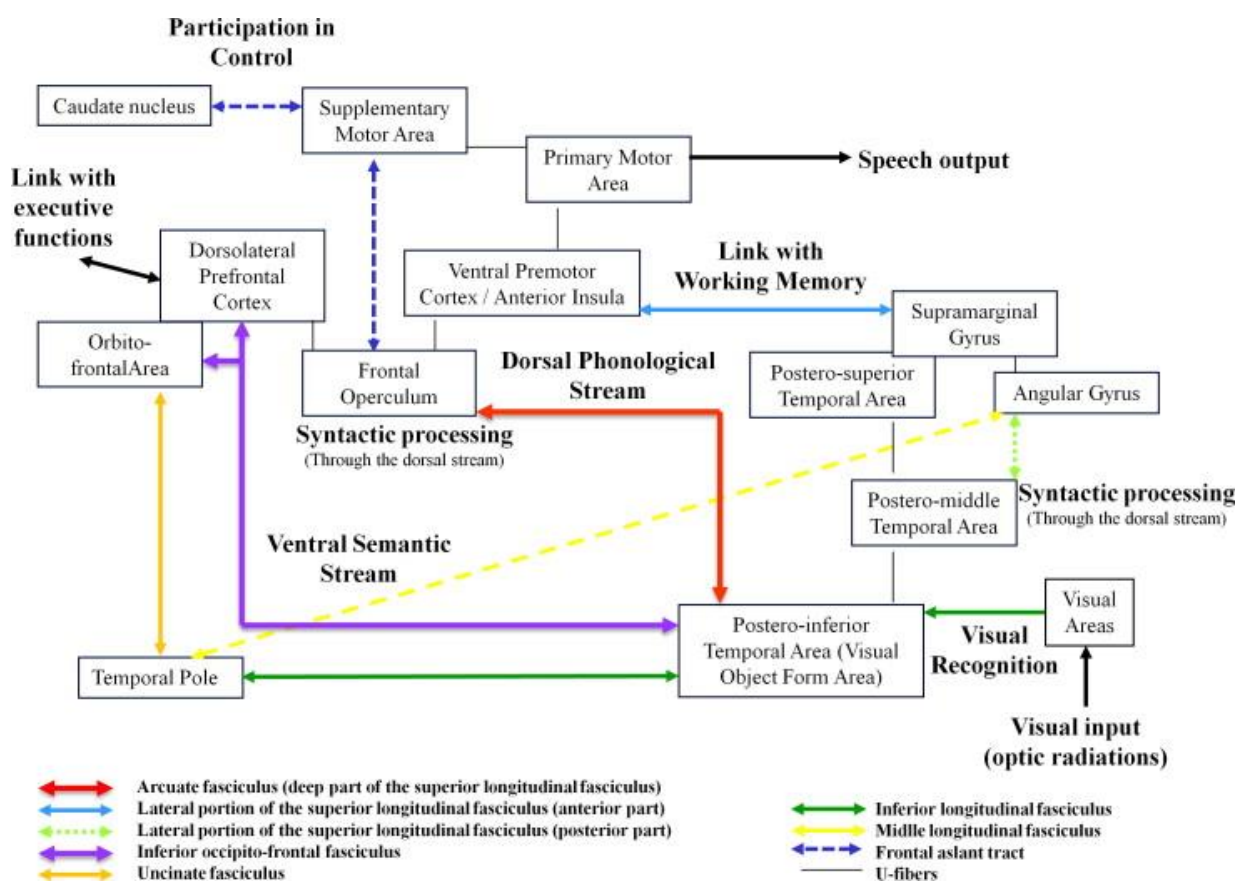 Participation in
Control
Caudate nucleus
Supplementary
Motor Area
Primary Motor
Area
Speech output
Link with
executive
functions
Dorsolateral
Prefrontal
Cortex
Ventral Premotor
Cortex / Anterior Insula
Link with
Working Memory
Supramarginal
Gyrus
Orbito-
frontalArea
Frontal
Operculum
Dorsal Phonological
Stream
Postero-superior
Temporal Area
Angular Gyrus
Syntactic processing
(Through the dorsal stream)
Postero-middle
Temporal Area
Syntactic processing
(Through the dorsal stream)
Ventral Semantic
Stream
Postero-inferior
Temporal Area (Visual
Object Form Area)
Visual
Areas
Visual
Recognition
Temporal Pole
Visual input
(optic radiations)
Arcuate fasciculus (deep part of the superior longitudinal fasciculus)
Lateral portion of the superior longitudinal fasciculus (anterior part)
Lateral portion of the superior longitudinal fasciculus (posterior part)
Inferior occipito-frontal fasciculus
Uncinate fasciculus
Inferior longitudinal fasciculus
Midlle longitudinal fasciculus
Frontal aslant tract
U-fibers